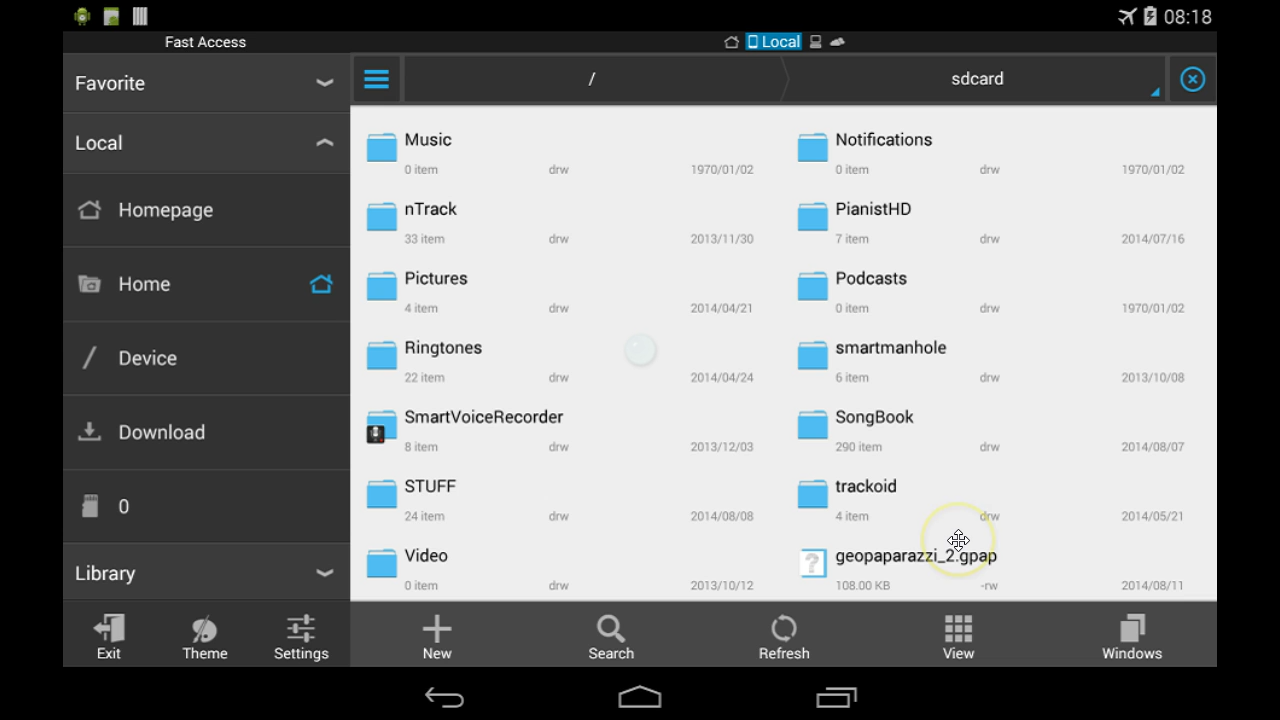 08:18
Fast Access
Local
Favorite
/
sdcard
Local
Homepage
Home
Device
Download
0
Library
Music
0 item drw 1970/01/02
Notifications
0 item drw 1970/01/02
nTrack
33 item drw 2013/11/30
PianistHD
7 item drw 2014/07/16
Pictures
4 item drw 2014/04/21
Podcasts
0 item drw 1970/01/02
Ringtones
22 item drw 2014/04/24
smartmanhole
6 item drw 2013/10/08
SmartVoiceRecorder
8 item drw 2013/12/03
SongBook
290 item drw 2014/08/07
STUFF
24 item drw 2014/08/08
trackoid
4 item drw 2014/05/21
Video
0 item drw 2013/10/12
geopaparazzi_2.gpap
108.00 KB -rw 2014/08/11
Exit
Theme
Settings
New
Search
Refresh
View
Windows